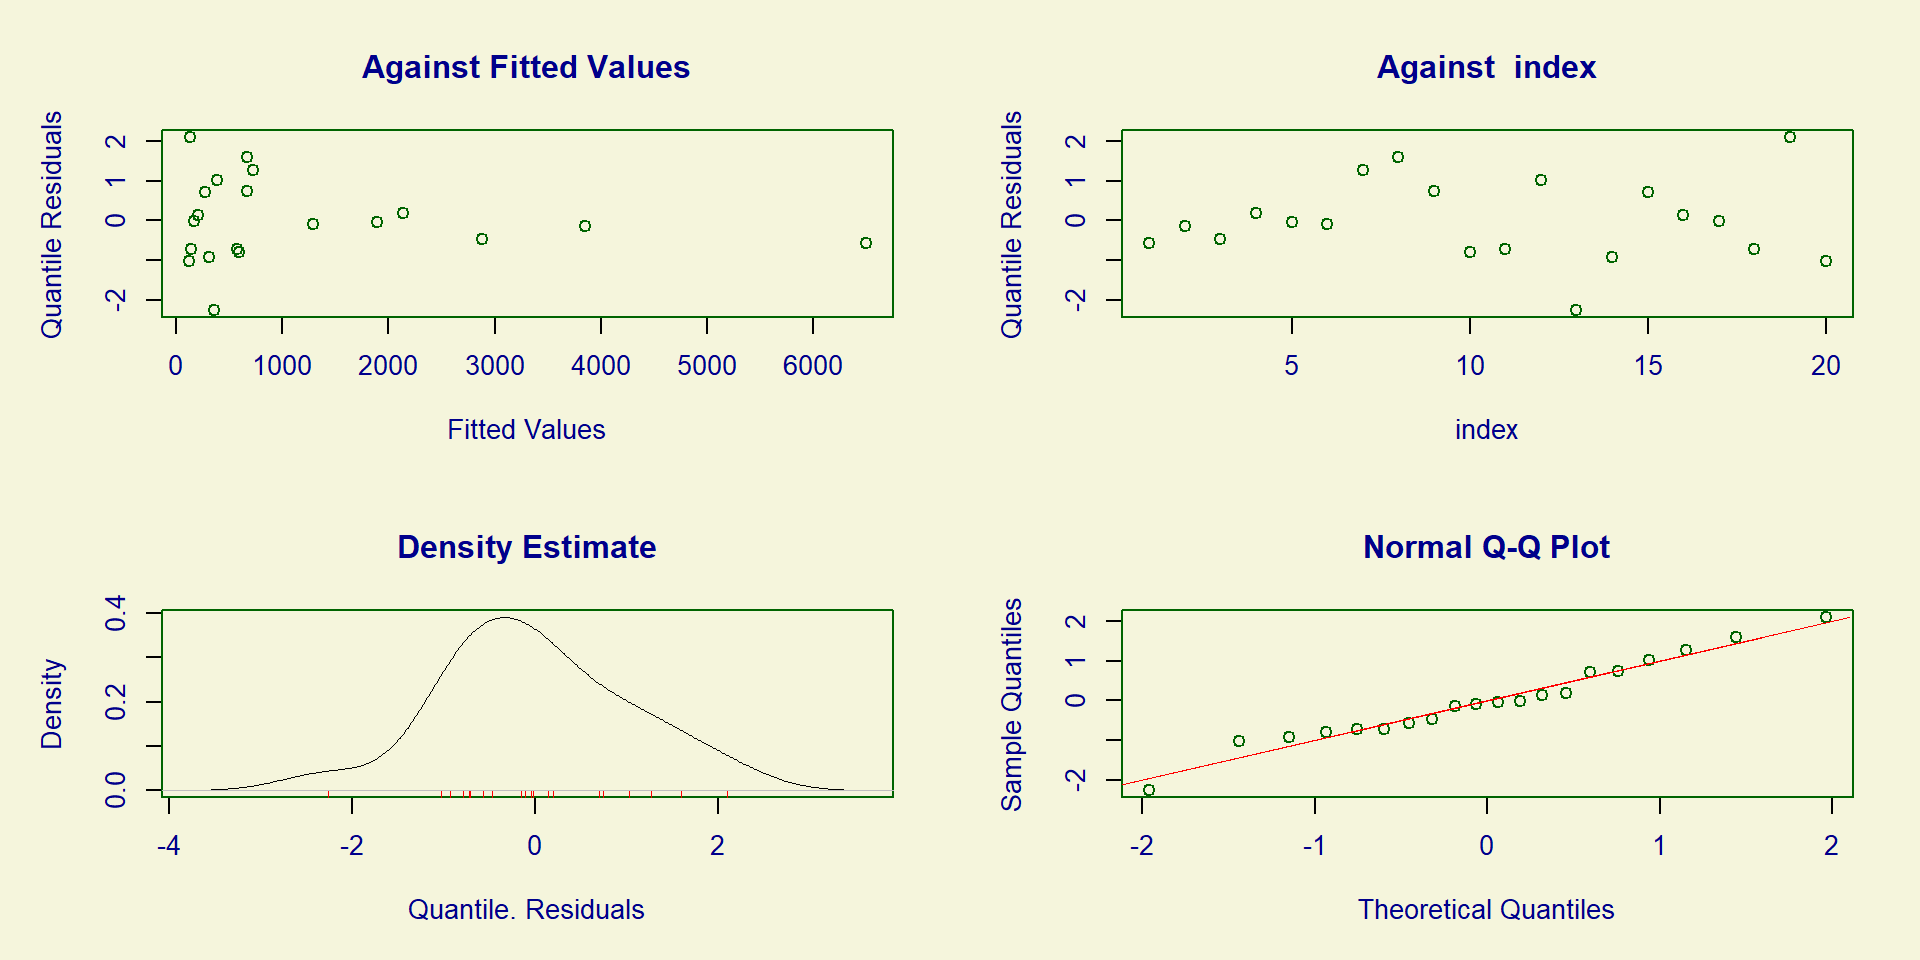 Against Fitted Values
Quantile Residuals
-2 0 1 2
0 1000 2000 3000 4000 5000 6000
Fitted Values
Against  index
Quantile Residuals
-2 0 1 2
5 10 15 20
index
Density Estimate
Density
0.0 0.2 0.4
-4 -2 0 2
Quantile. Residuals
Normal Q-Q Plot
Sample Quantiles
-2 0 1 2
-2 -1 0 1 2
Theoretical Quantiles